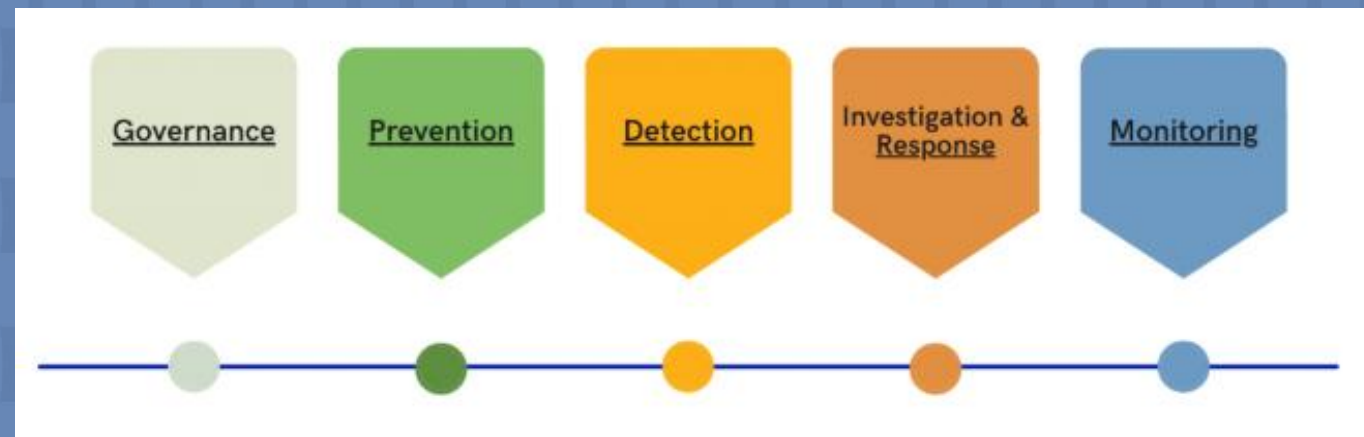 Governance
Prevention
Detection
Investigation &
Response
Monitoring